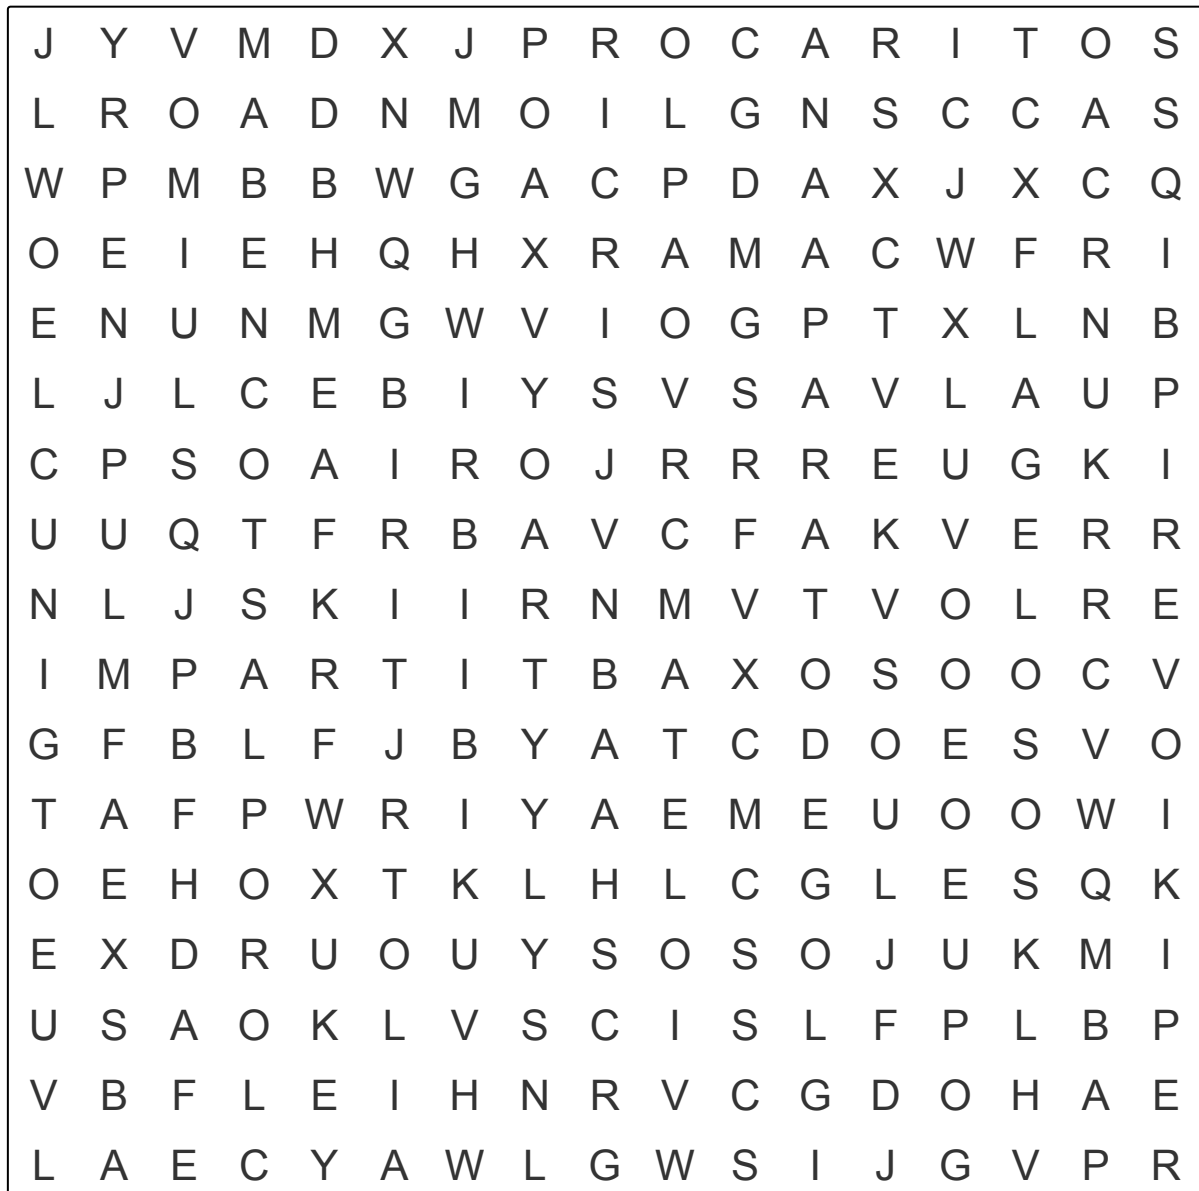 J Y V M D X J P R O C A R I T O S
L R O A D N M O I L G N S C C A S
W P M B B W G A C P D A X J X C Q
O E I E H Q H X R A M A C W F R I
E N U N M G W V I O G P T X L N B
L J L C E B I Y S V S A V L A U P
C P S O A I R O J R R R E U G K I
U U Q T F R B A V C F A K V E R R
N L J S K I I R N M V T V O L R E
I M P A R T I T B A X O S O O C V
G F B L F J B Y A T C D O E S V O
T A F P W R I Y A E M E U O O W I
O E H O X T K L H L C G L E S Q K
E X D R U O U Y S O S O J U K M I
U S A O K L V S C I S L F P L B P
V B F L E I H N R V C G D O H A E
L A E C Y A W L G W S I J G V P R